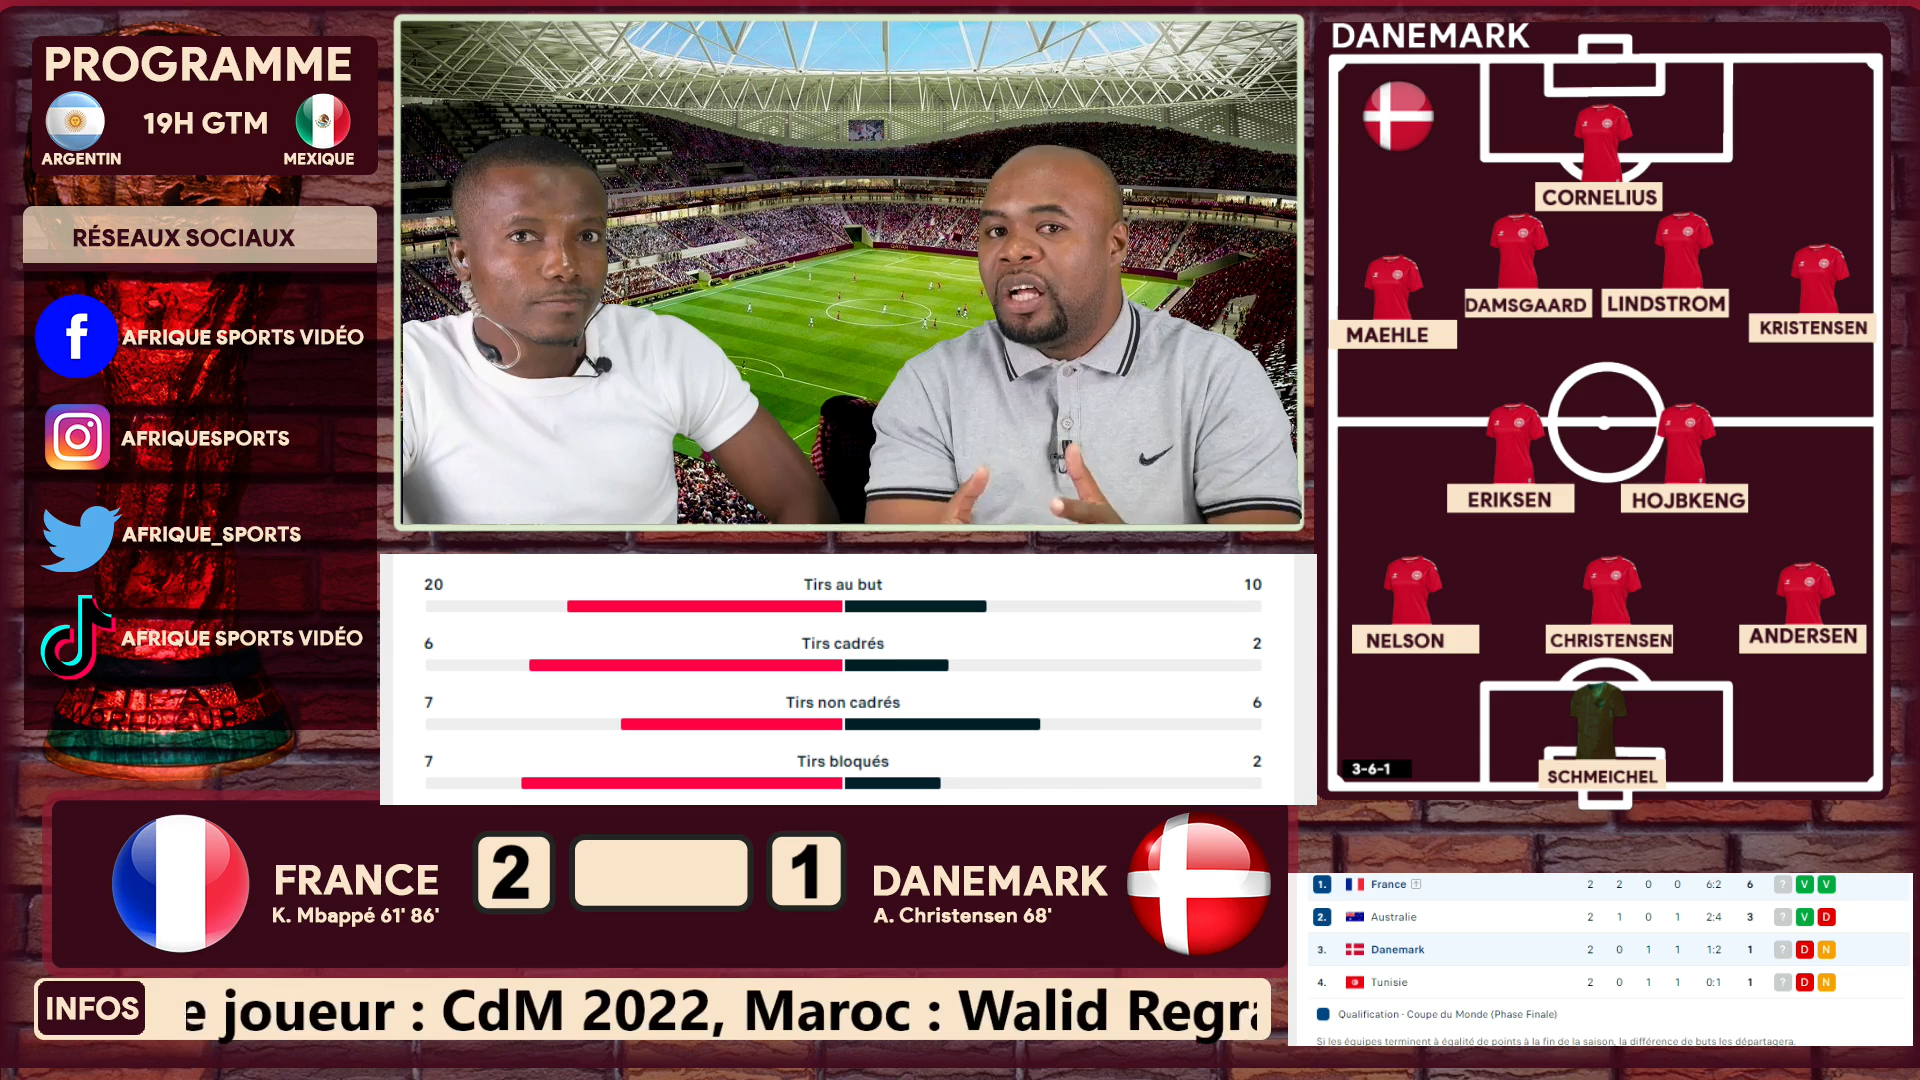 PROGRAMME
19H GTM
ARGENTIN
MEXIQUE
RÉSEAUX SOCIAUX
AFRIQUE SPORTS VIDÉO
AFRIQUESPORTS
AFRIQUE_SPORTS
AFRIQUE SPORTS VIDÉO
DANEMARK
CORNELIUS
MAEHLE
DAMSGAARD
LINDSTROM
KRISTENSEN
ERIKSEN
HOJBKENG
NELSON
CHRISTENSEN
ANDERSEN
3-6-1
SCHMEICHEL
20 Tirs au but 10
6 Tirs cadrés 2
7 Tirs non cadrés 6
7 Tirs bloqués 2
FRANCE
K. Mbappé 61' 86'
2
1
DANEMARK
A. Christensen 68'
1. France 2 2 0 0 6:2 6 ? V V
2. Australie 2 1 0 1 2:4 3 ? V D
3. Danemark 2 0 1 1 1:2 1 ? D N
4. Tunisie 2 0 1 1 0:1 1 ? D N
Qualification - Coupe du Monde (Phase Finale)
Si les équipes terminent à égalité de points à la fin de la saison, la différence de buts les départagera.
INFOS
e joueur : CdM 2022, Maroc : Walid Regra